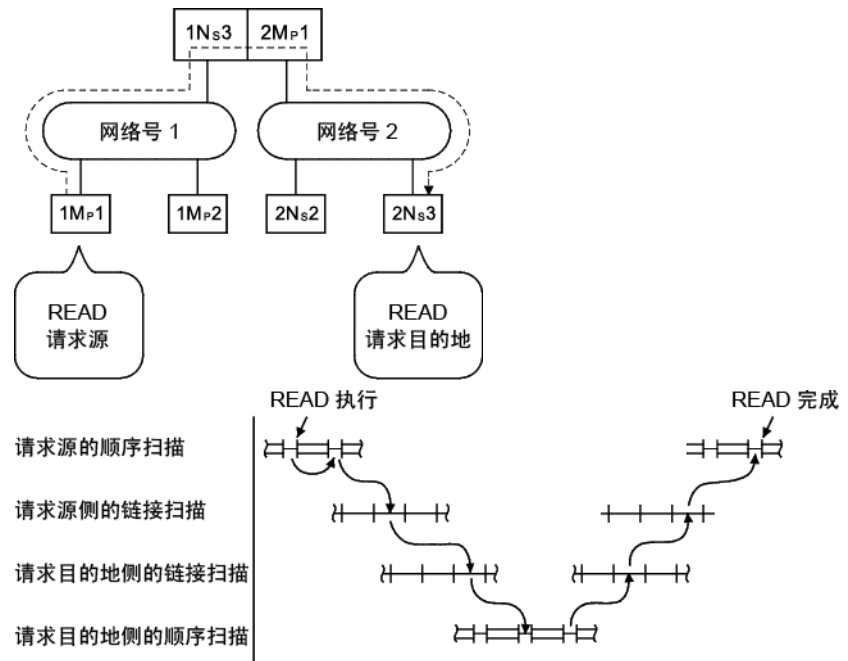 1Ns3 2MP1
网络号 1 网络号 2
1MP1 1MP2 2Ns2 2Ns3
READ
请求源
READ
请求目的地
READ 执行 READ 完成
请求源的顺序扫描
请求源侧的链接扫描
请求目的地侧的链接扫描
请求目的地侧的顺序扫描